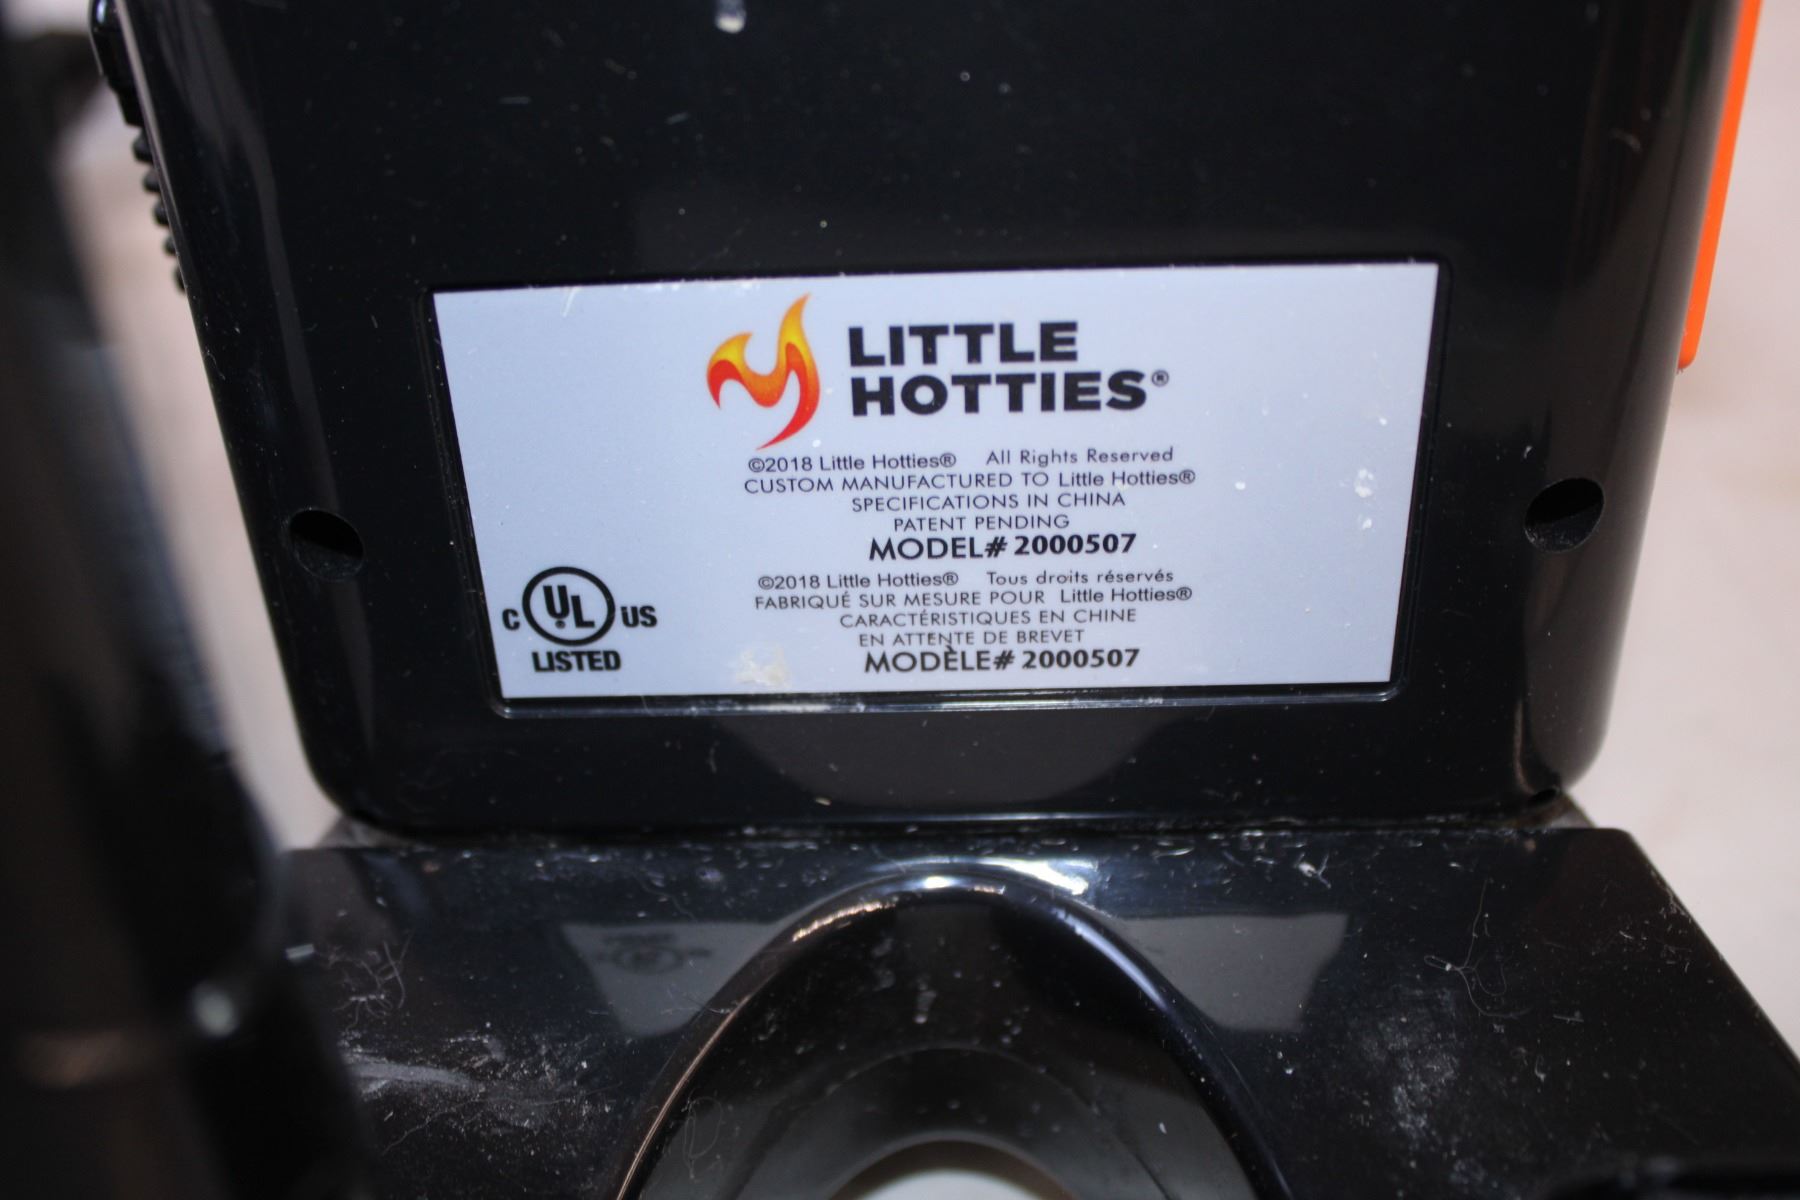 LITTLE
HOTTIES®
©2018 Little Hotties® All Rights Reserved
CUSTOM MANUFACTURED TO Little Hotties®
SPECIFICATIONS IN CHINA
PATENT PENDING
MODEL# 2000507
©2018 Little Hotties® Tous droits réservés
FABRIQUÉ SUR MESURE POUR Little Hotties®
CARACTÉRISTIQUES EN CHINE
EN ATTENTE DE BREVET
MODÈLE# 2000507
C UL® US
LISTED